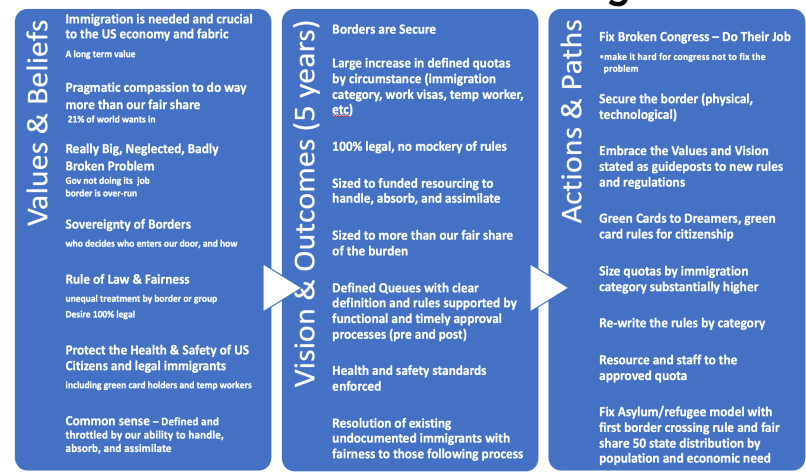 Values & Beliefs
Immigration is needed and crucial
to the US economy and fabric
A long term value
Pragmatic compassion to do way
more than our fair share
21% of world wants in
Really Big, Neglected, Badly
Broken Problem
Gov not doing its job
border is over-run
Sovereignty of Borders
who decides who enters our door, and how
Rule of Law & Fairness
unequal treatment by border or group
Desire 100% legal
Protect the Health & Safety of US
Citizens and legal immigrants
including green card holders and temp workers
Common sense – Defined and
throttled by our ability to handle,
absorb, and assimilate
Vision & Outcomes (5 years)
Borders are Secure
Large increase in defined quotas
by circumstance (immigration
category, work visas, temp worker,
etc)
100% legal, no mockery of rules
Sized to funded resourcing to
handle, absorb, and assimilate
Sized to more than our fair share
of the burden
Defined Queues with clear
definition and rules supported by
functional and timely approval
processes (pre and post)
Health and safety standards
enforced
Resolution of existing
undocumented immigrants with
fairness to those following process
Actions & Paths
Fix Broken Congress – Do Their Job
•make it hard for congress not to fix the
problem
Secure the border (physical,
technological)
Embrace the Values and Vision
stated as guideposts to new rules
and regulations
Green Cards to Dreamers, green
card rules for citizenship
Size quotas by immigration
category substantially higher
Re-write the rules by category
Resource and staff to the
approved quota
Fix Asylum/refugee model with
first border crossing rule and fair
share 50 state distribution by
population and economic need